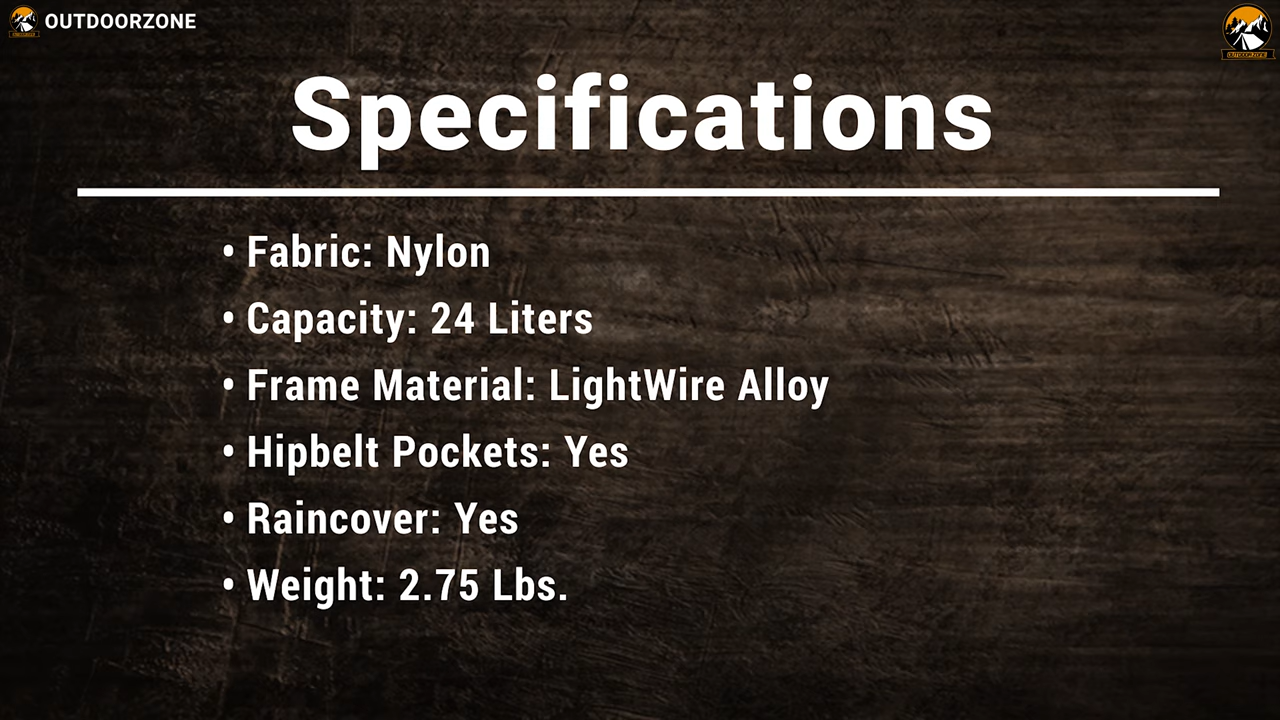 OUTDOORZONE
OUTDOORZONE
Specifications
• Fabric: Nylon
• Capacity: 24 Liters
• Frame Material: LightWire Alloy
• Hipbelt Pockets: Yes
• Raincover: Yes
• Weight: 2.75 Lbs.